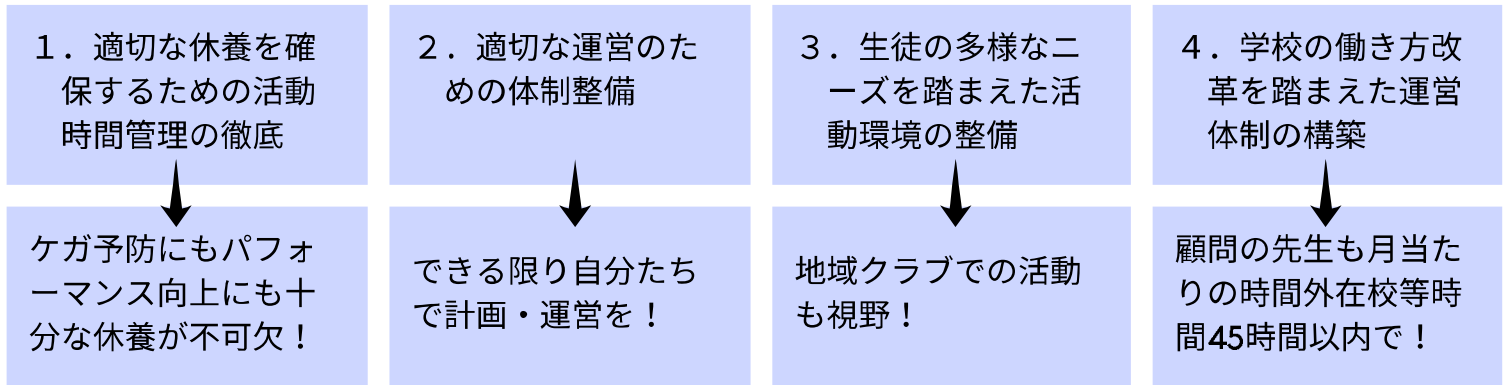 １．適切な休養を確
保するための活動
時間管理の徹底
ケガ予防にもパフォ
ーマンス向上にも十
分な休養が不可欠！
２．適切な運営のた
めの体制整備
できる限り自分たち
で計画・運営を！
３．生徒の多様なニ
ーズを踏まえた活
動環境の整備
地域クラブでの活動
も視野！
４．学校の働き方改
革を踏まえた運営
体制の構築
顧問の先生も月当た
りの時間外在校等時
間45時間以内で！